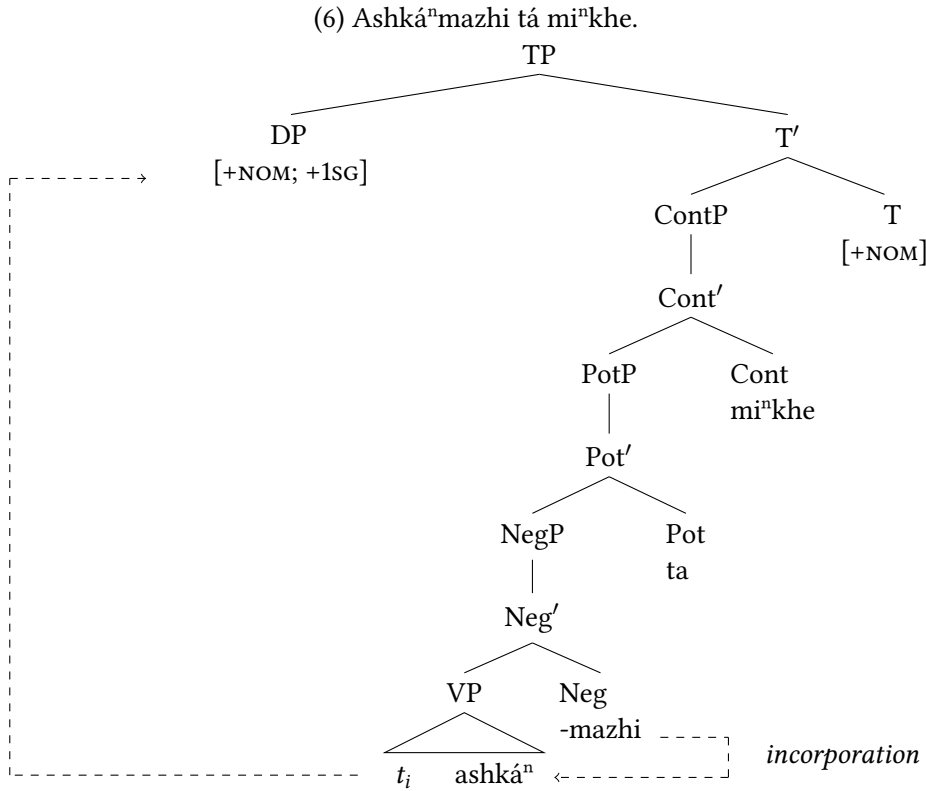 (6) Ashkáⁿmazhi tá miⁿkhe.
TP
DP T′
[+NOM; +1SG]
ContP T
[+NOM]
Cont′
PotP Cont
miⁿkhe
Pot′
NegP Pot
ta
Neg′
VP Neg
-mazhi
incorporation
tᵢ ashkáⁿ